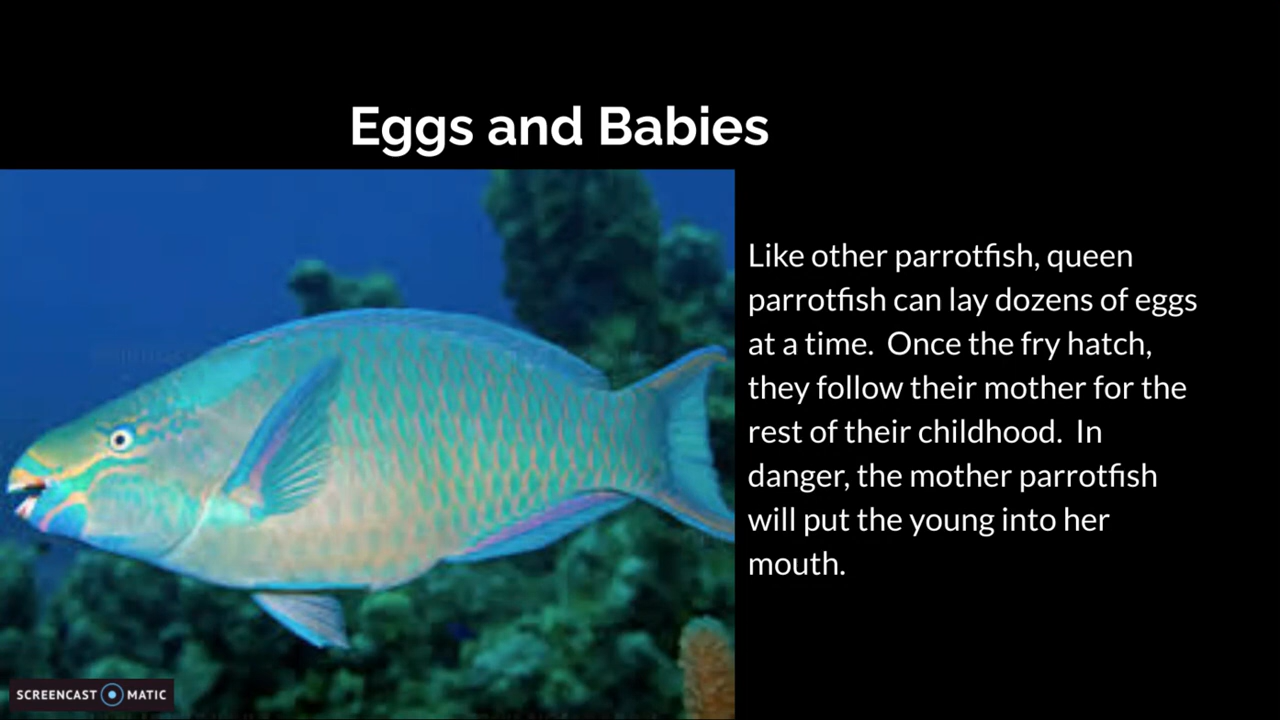 Eggs and Babies
Like other parrotfish, queen
parrotfish can lay dozens of eggs
at a time.  Once the fry hatch,
they follow their mother for the
rest of their childhood.  In
danger, the mother parrotfish
will put the young into her
mouth.
SCREENCAST MATIC